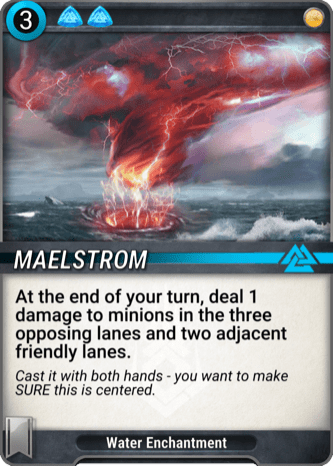 3
MAELSTROM
At the end of your turn, deal 1
damage to minions in the three
opposing lanes and two adjacent
friendly lanes.
Cast it with both hands - you want to make
SURE this is centered.
Water Enchantment